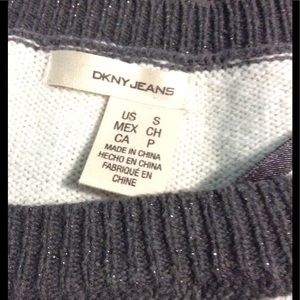 DKNY JEANS
US S
MEX CH
CA P
MADE IN CHINA
HECHO EN CHINA
FABRIQUÉ EN
CHINE